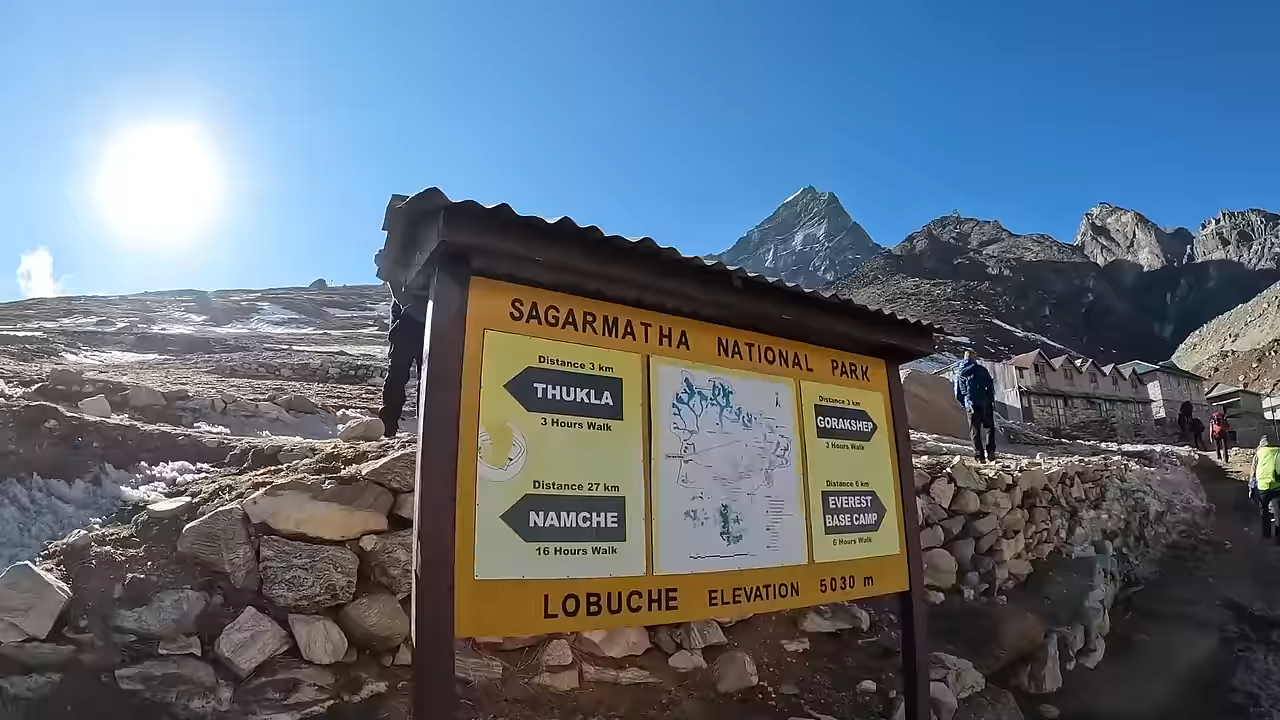 SAGARMATHA NATIONAL PARK
Distance 3 km
THUKLA
3 Hours Walk
Distance 27 km
NAMCHE
16 Hours Walk
Distance 3 km
GORAKSHEP
3 Hours Walk
Distance 6 km
EVEREST
BASE CAMP
6 Hours Walk
LOBUCHE ELEVATION 5030 m